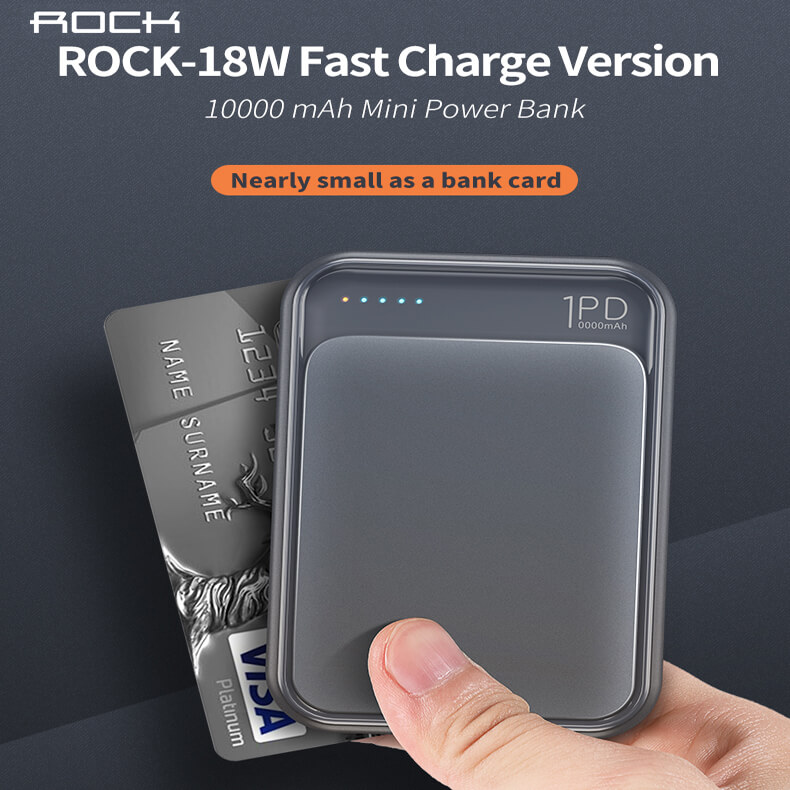 ROCK
ROCK-18W Fast Charge Version
10000 mAh Mini Power Bank
Nearly small as a bank card
1PD
0000mAh
NAME SURNAME
1234 4321
VISA
Platinum